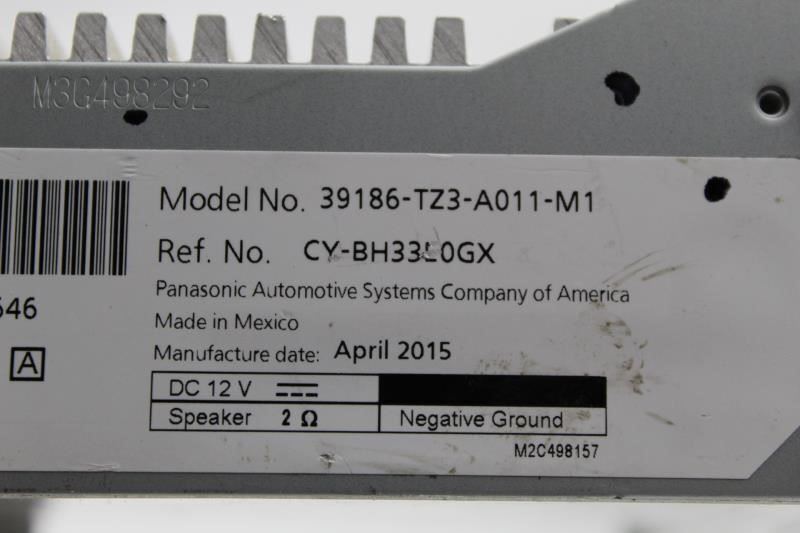 M3G498292
Model No. 39186-TZ3-A011-M1
Ref. No. CY-BH33L0GX
Panasonic Automotive Systems Company of America
646
Made in Mexico
Manufacture date: April 2015
A
DC 12 V
Speaker 2 Ω Negative Ground
M2C498157